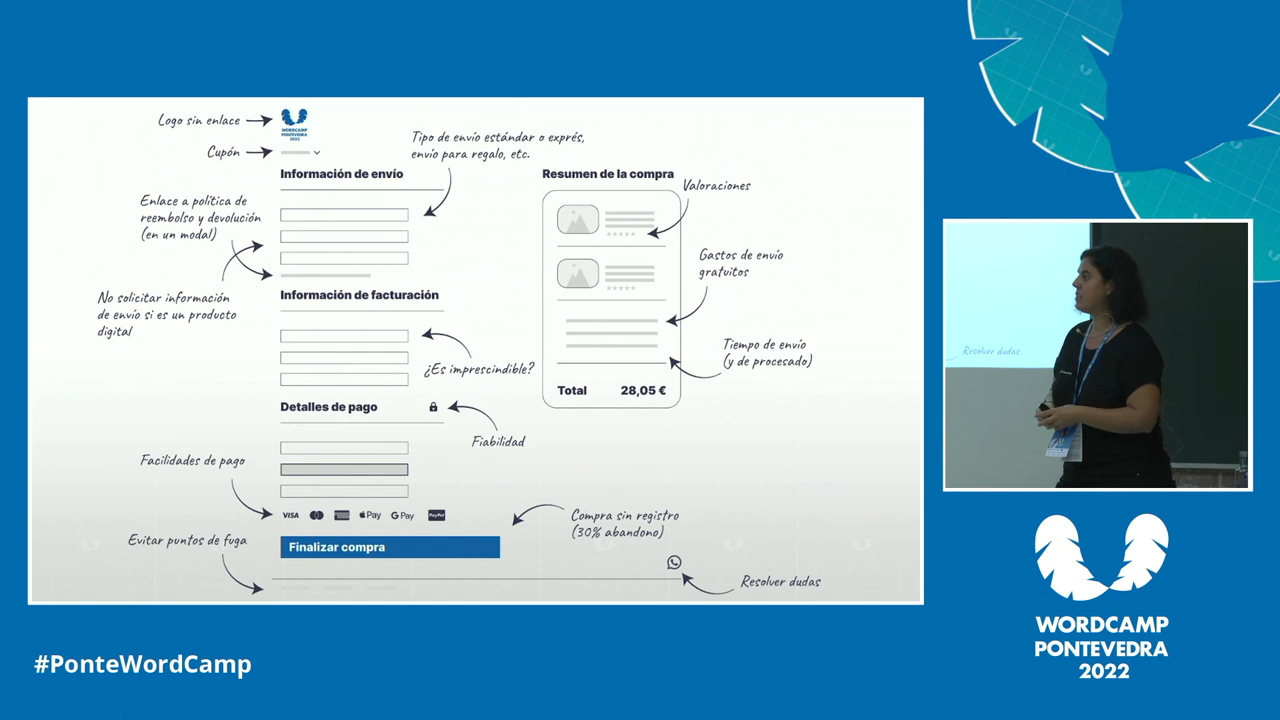 Logo sin enlace
WORDCAMP
PONTEVEDRA
2022
Cupón
Tipo de envío estándar o exprés,
envío para regalo, etc.
Información de envío
Enlace a política de
reembolso y devolución
(en un modal)
No solicitar información
de envío si es un producto
digital
Información de facturación
¿Es imprescindible?
Detalles de pago
Fiabilidad
Facilidades de pago
VISA
Pay
G Pay
PayPal
Evitar puntos de fuga
Finalizar compra
Compra sin registro
(30% abandono)
Resolver dudas
Resumen de la compra
Valoraciones
Gastos de envío
gratuitos
Tiempo de envío
(y de procesado)
Total 28,05 €
Resolver dudas
#PonteWordCamp
WORDCAMP
PONTEVEDRA
2022